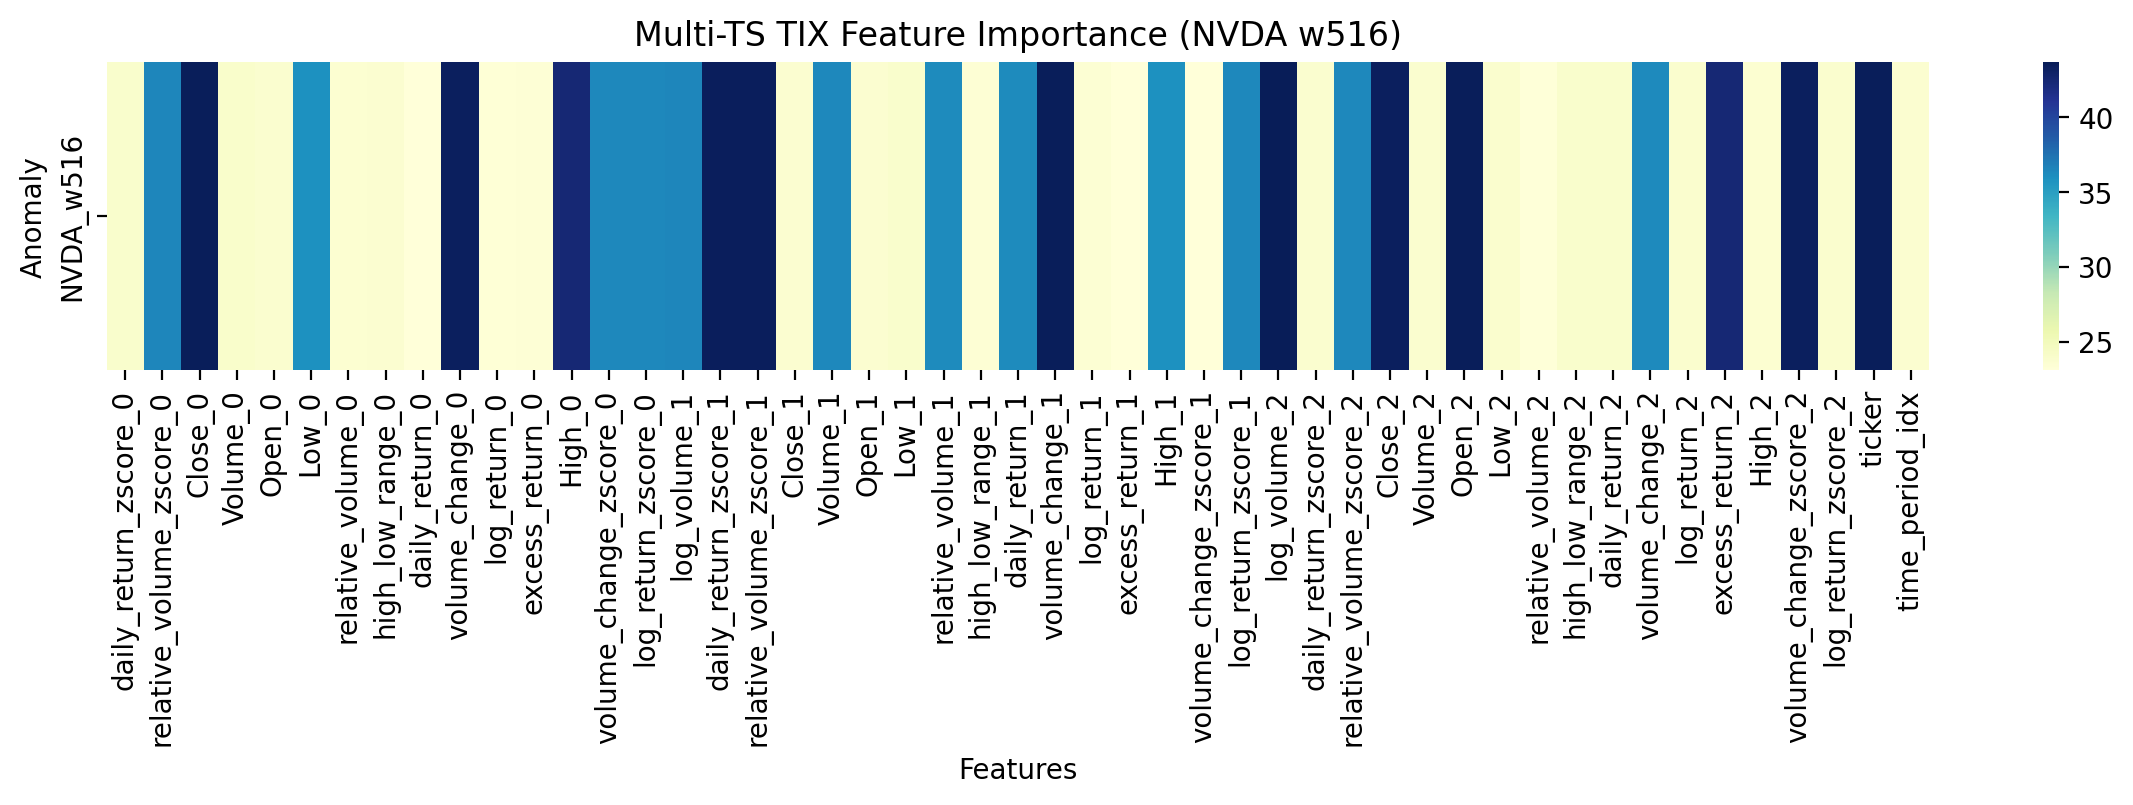 Multi-TS TIX Feature Importance (NVDA w516)
Anomaly
NVDA_w516
40
35
30
25
daily_return_zscore_0
relative_volume_zscore_0
Close_0
Volume_0
Open_0
Low_0
relative_volume_0
high_low_range_0
daily_return_0
volume_change_0
log_return_0
excess_return_0
High_0
volume_change_zscore_0
log_return_zscore_0
log_volume_1
daily_return_zscore_1
relative_volume_zscore_1
Close_1
Volume_1
Open_1
Low_1
relative_volume_1
high_low_range_1
daily_return_1
volume_change_1
log_return_1
excess_return_1
High_1
volume_change_zscore_1
log_return_zscore_1
log_volume_2
daily_return_zscore_2
relative_volume_zscore_2
Close_2
Volume_2
Open_2
Low_2
relative_volume_2
high_low_range_2
daily_return_2
volume_change_2
log_return_2
excess_return_2
High_2
volume_change_zscore_2
log_return_zscore_2
ticker
time_period_idx
Features